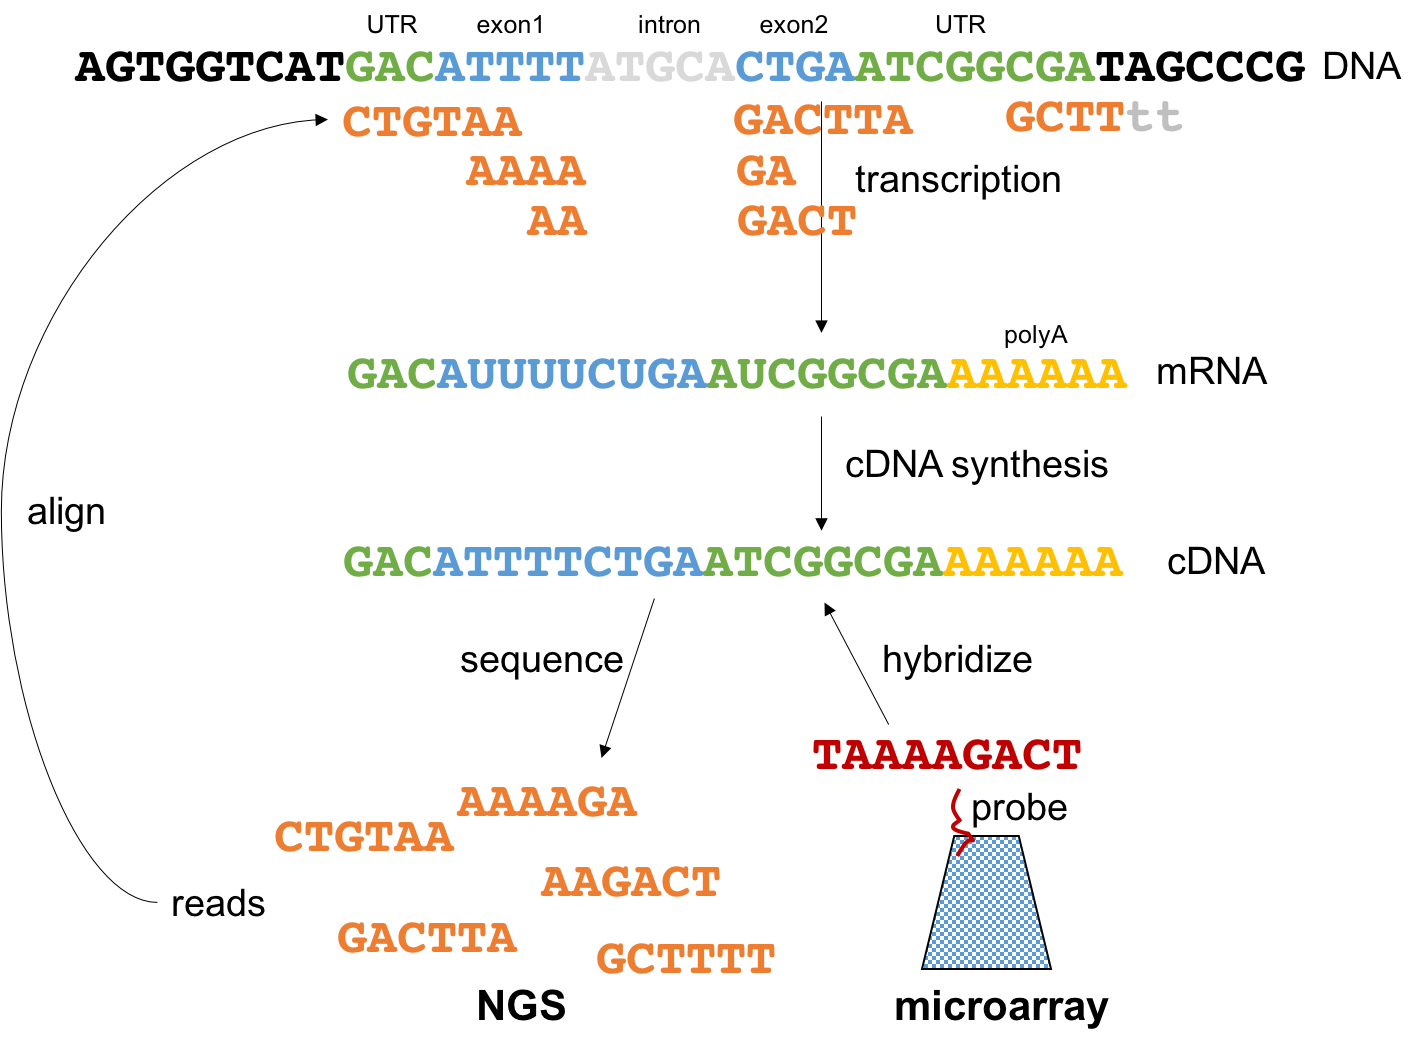 UTR exon1 intron exon2 UTR
AGTGGTCATGACATTTTATGCACTGAATCGGCGATAGCCCG DNA
CTGTAA GACTTA GCTTtt
AAAA GA
transcription
AA GACT
polyA
GACAUUUUCUGAAUCGGCGAAAAAAA mRNA
cDNA synthesis
align
GACATTTTCTGAATCGGCGAAAAAAA cDNA
sequence hybridize
TAAAAGACT
AAAAGA
probe
CTGTAA
AAGACT
reads
GACTTA
GCTTTT
NGS microarray